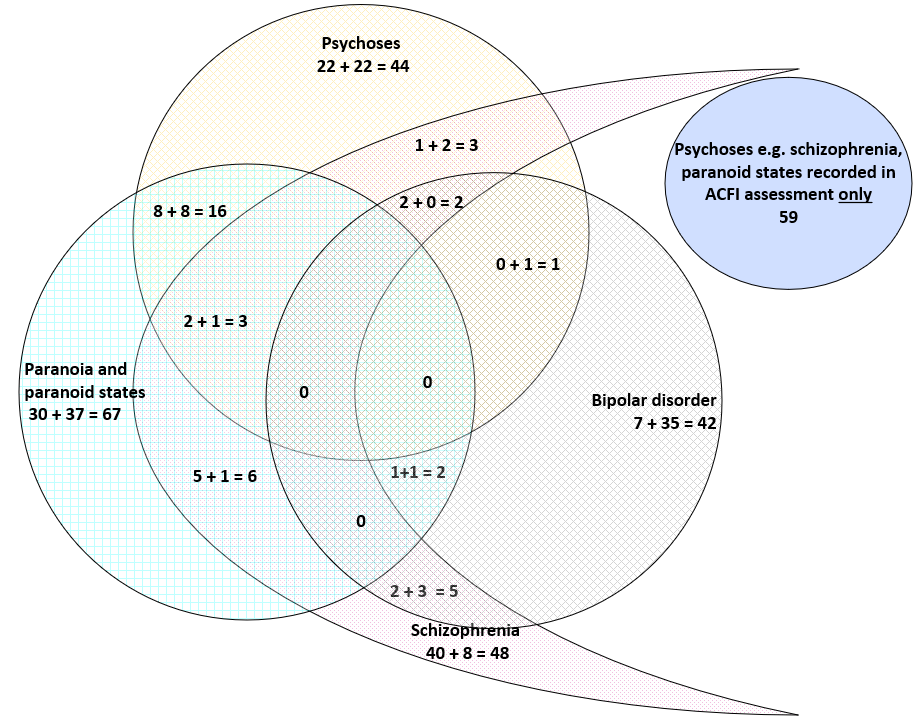 Psychoses
22 + 22 = 44
1 + 2 = 3
Psychoses e.g. schizophrenia,
paranoid states recorded in
ACFI assessment only
59
8 + 8 = 16
2 + 0 = 2
0 + 1 = 1
2 + 1 = 3
Paranoia and
paranoid states
30 + 37 = 67
0
0
Bipolar disorder
7 + 35 = 42
5 + 1 = 6
1+1 = 2
0
2 + 3 = 5
Schizophrenia
40 + 8 = 48